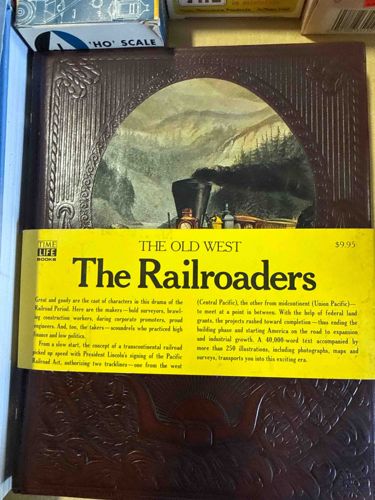 'HO' SCALE
TIME
LIFE
BOOKS
THE OLD WEST
$9.95
The Railroaders
Great and gaudy are the cast of characters in this drama of the
Railroad Period. Here are the makers—bold surveyors, brawl-
ing construction workers, daring corporate promoters, proud
engineers. And, too, the takers—scoundrels who practiced high
finance and low politics.
From a slow start, the concept of a transcontinental railroad
picked up speed with President Lincoln's signing of the Pacific
Railroad Act, authorizing two tracklines—one from the west
(Central Pacific), the other from midcontinent (Union Pacific)—
to meet at a point in between. With the help of federal land
grants, the projects rushed toward completion—thus ending the
building phase and starting America on the road to expansion
and industrial growth. A 40,000-word text accompanied by
more than 250 illustrations, including photographs, maps and
surveys, transports you into this exciting era.